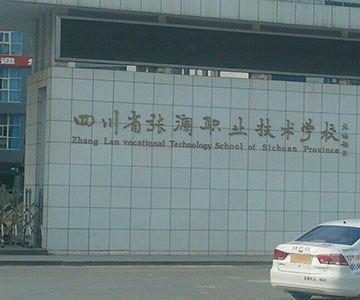 四川省张澜职业技术学校
Zhang Lan vocational Technology School of Sichuan Province